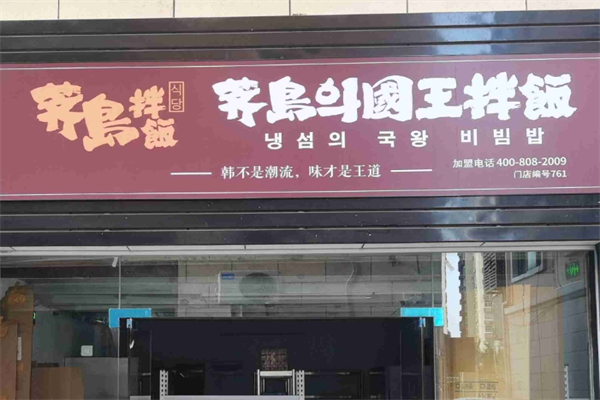 荞島拌飯
식당
荞島의國王拌飯
냉섬의 국왕 비빔밥
韩不是潮流，味才是王道
加盟电话 400-808-2009
门店编号761